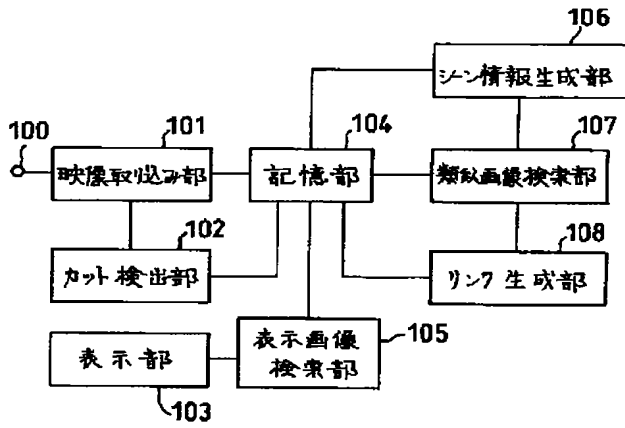 106
シーン情報生成部
100
101
映像取り込み部
104
記憶部
107
類似画像検索部
102
カット検出部
108
リンク生成部
表示部
103
表示画像
検索部
105